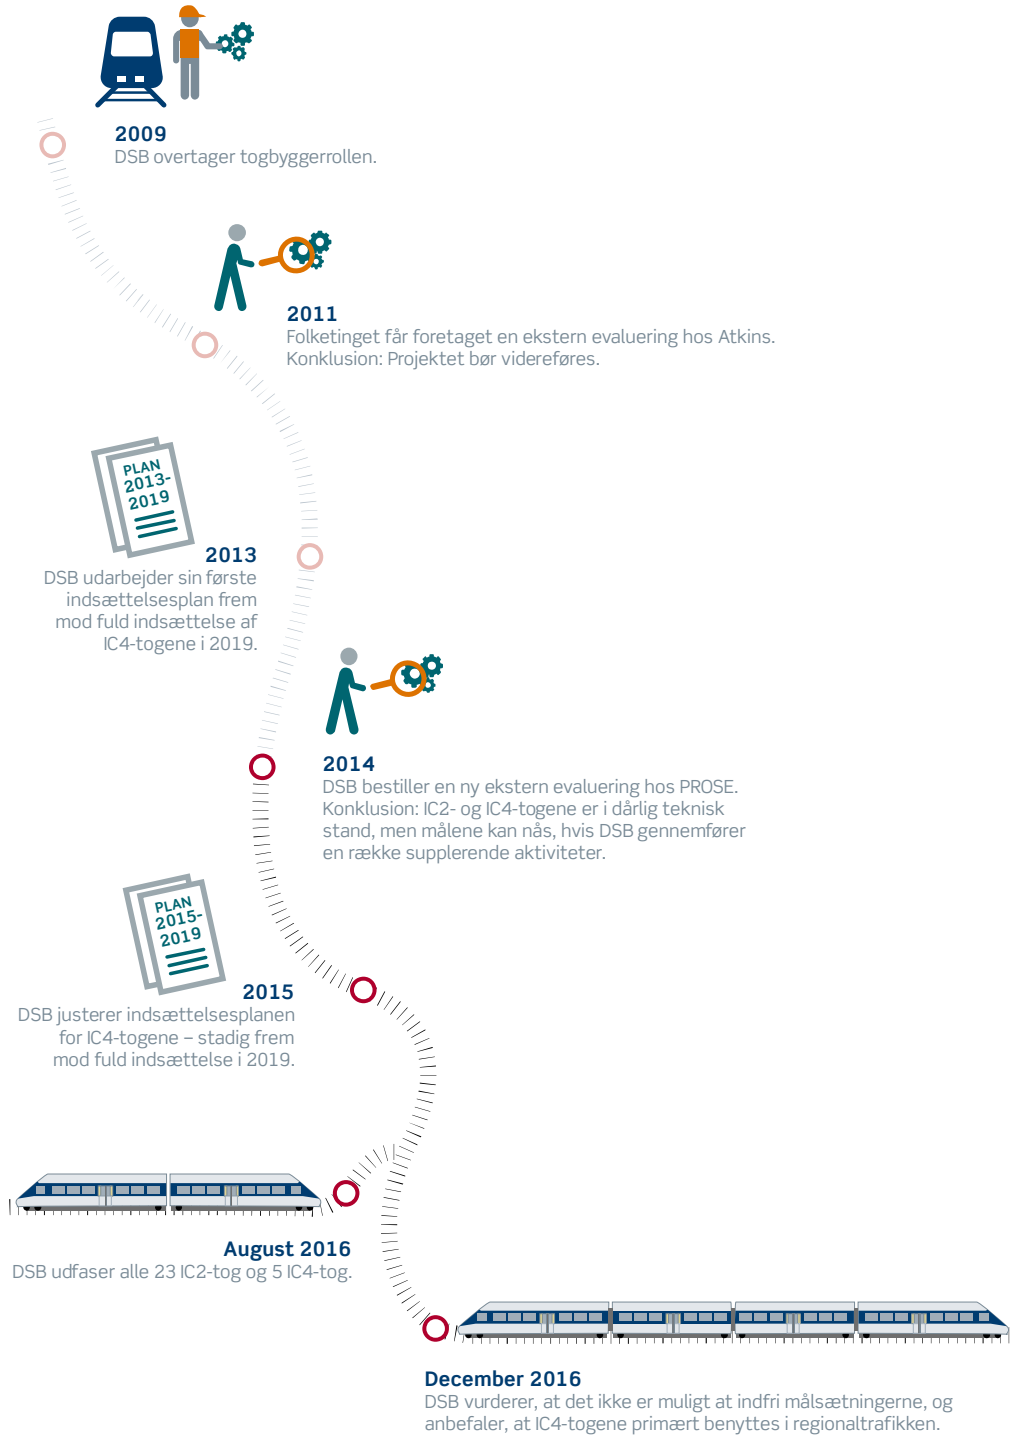 2009
DSB overtager togbyggerrollen.
2011
Folketinget får foretaget en ekstern evaluering hos Atkins.
Konklusion: Projektet bør videreføres.
PLAN
2013-
2019
2013
DSB udarbejder sin første
indsættelsesplan frem
mod fuld indsættelse af
IC4-togene i 2019.
2014
DSB bestiller en ny ekstern evaluering hos PROSE.
Konklusion: IC2- og IC4-togene er i dårlig teknisk
stand, men målene kan nås, hvis DSB gennemfører
en række supplerende aktiviteter.
PLAN
2015-
2019
2015
DSB justerer indsættelsesplanen
for IC4-togene – stadig frem
mod fuld indsættelse i 2019.
August 2016
DSB udfaser alle 23 IC2-tog og 5 IC4-tog.
December 2016
DSB vurderer, at det ikke er muligt at indfri målsætningerne, og
anbefaler, at IC4-togene primært benyttes i regionaltrafikken.